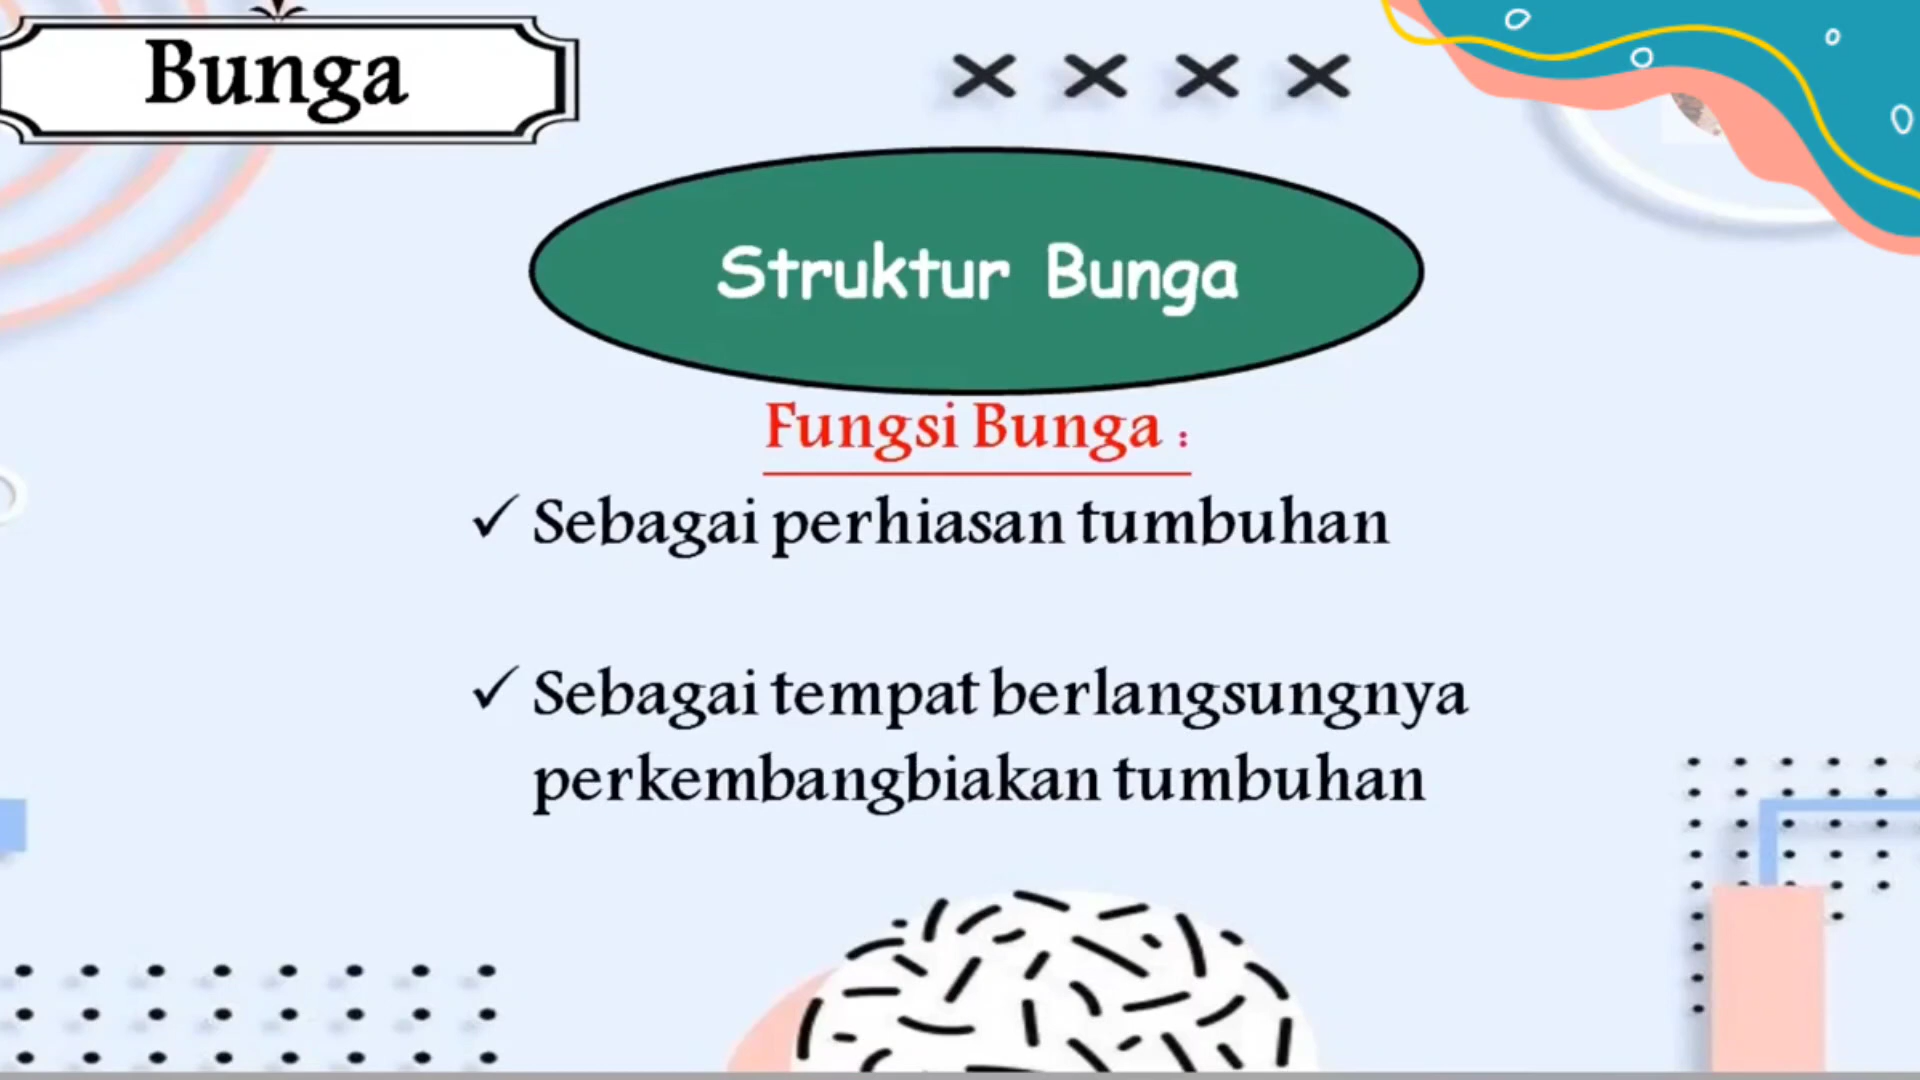 Bunga
Struktur Bunga
Fungsi Bunga :
✓ Sebagai perhiasan tumbuhan
✓ Sebagai tempat berlangsungnya
perkembangbiakan tumbuhan